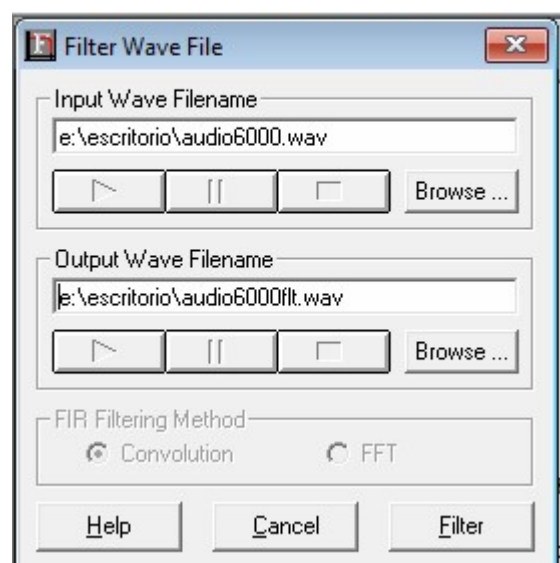 Filter Wave File
Input Wave Filename
e:\escritorio\audio6000.wav
Browse ...
Output Wave Filename
e:\escritorio\audio6000flt.wav
Browse ...
FIR Filtering Method
Convolution FFT
Help Cancel Filter